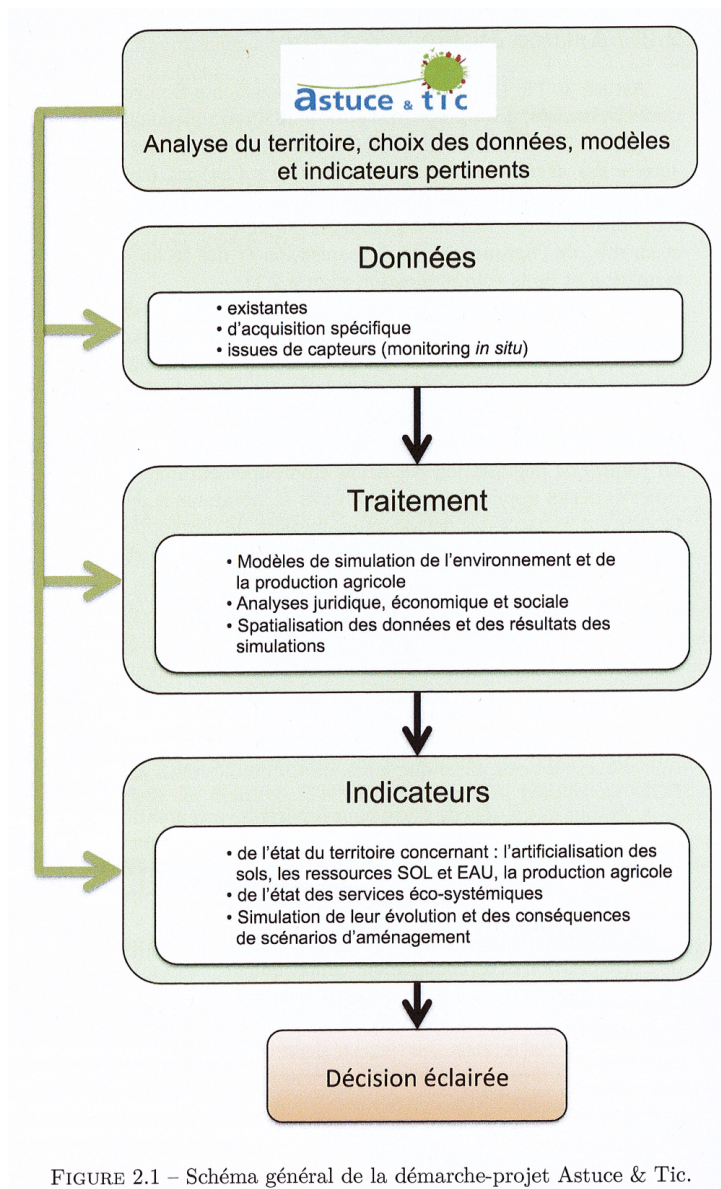 astuce & tic
Analyse du territoire, choix des données, modèles
et indicateurs pertinents
Données
• existantes
• d'acquisition spécifique
• issues de capteurs (monitoring in situ)
Traitement
• Modèles de simulation de l'environnement et de
la production agricole
• Analyses juridique, économique et sociale
• Spatialisation des données et des résultats des
simulations
Indicateurs
• de l'état du territoire concernant : l'artificialisation des
sols, les ressources SOL et EAU, la production agricole
• de l'état des services éco-systémiques
• Simulation de leur évolution et des conséquences
de scénarios d'aménagement
Décision éclairée
FIGURE 2.1 – Schéma général de la démarche-projet Astuce & Tic.